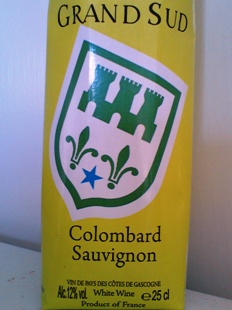 GRAND SUD
Colombard
Sauvignon
VIN DE PAYS DES CÔTES DE GASCOGNE
Alc.12% vol. White Wine e25 cl
Product of France